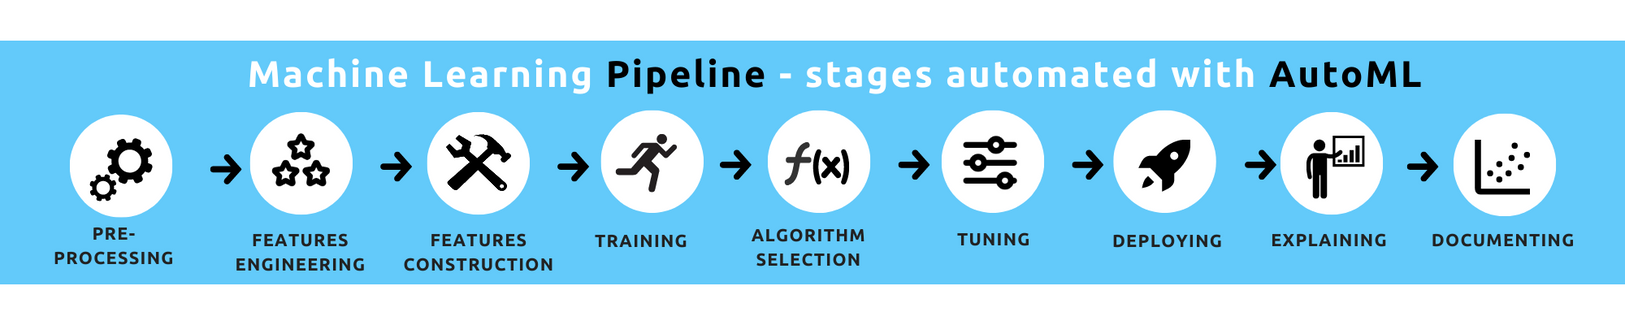 Machine Learning Pipeline - stages automated with AutoML
f(x)
PRE-
PROCESSING
FEATURES
ENGINEERING
FEATURES
CONSTRUCTION
TRAINING
ALGORITHM
SELECTION
TUNING
DEPLOYING
EXPLAINING
DOCUMENTING